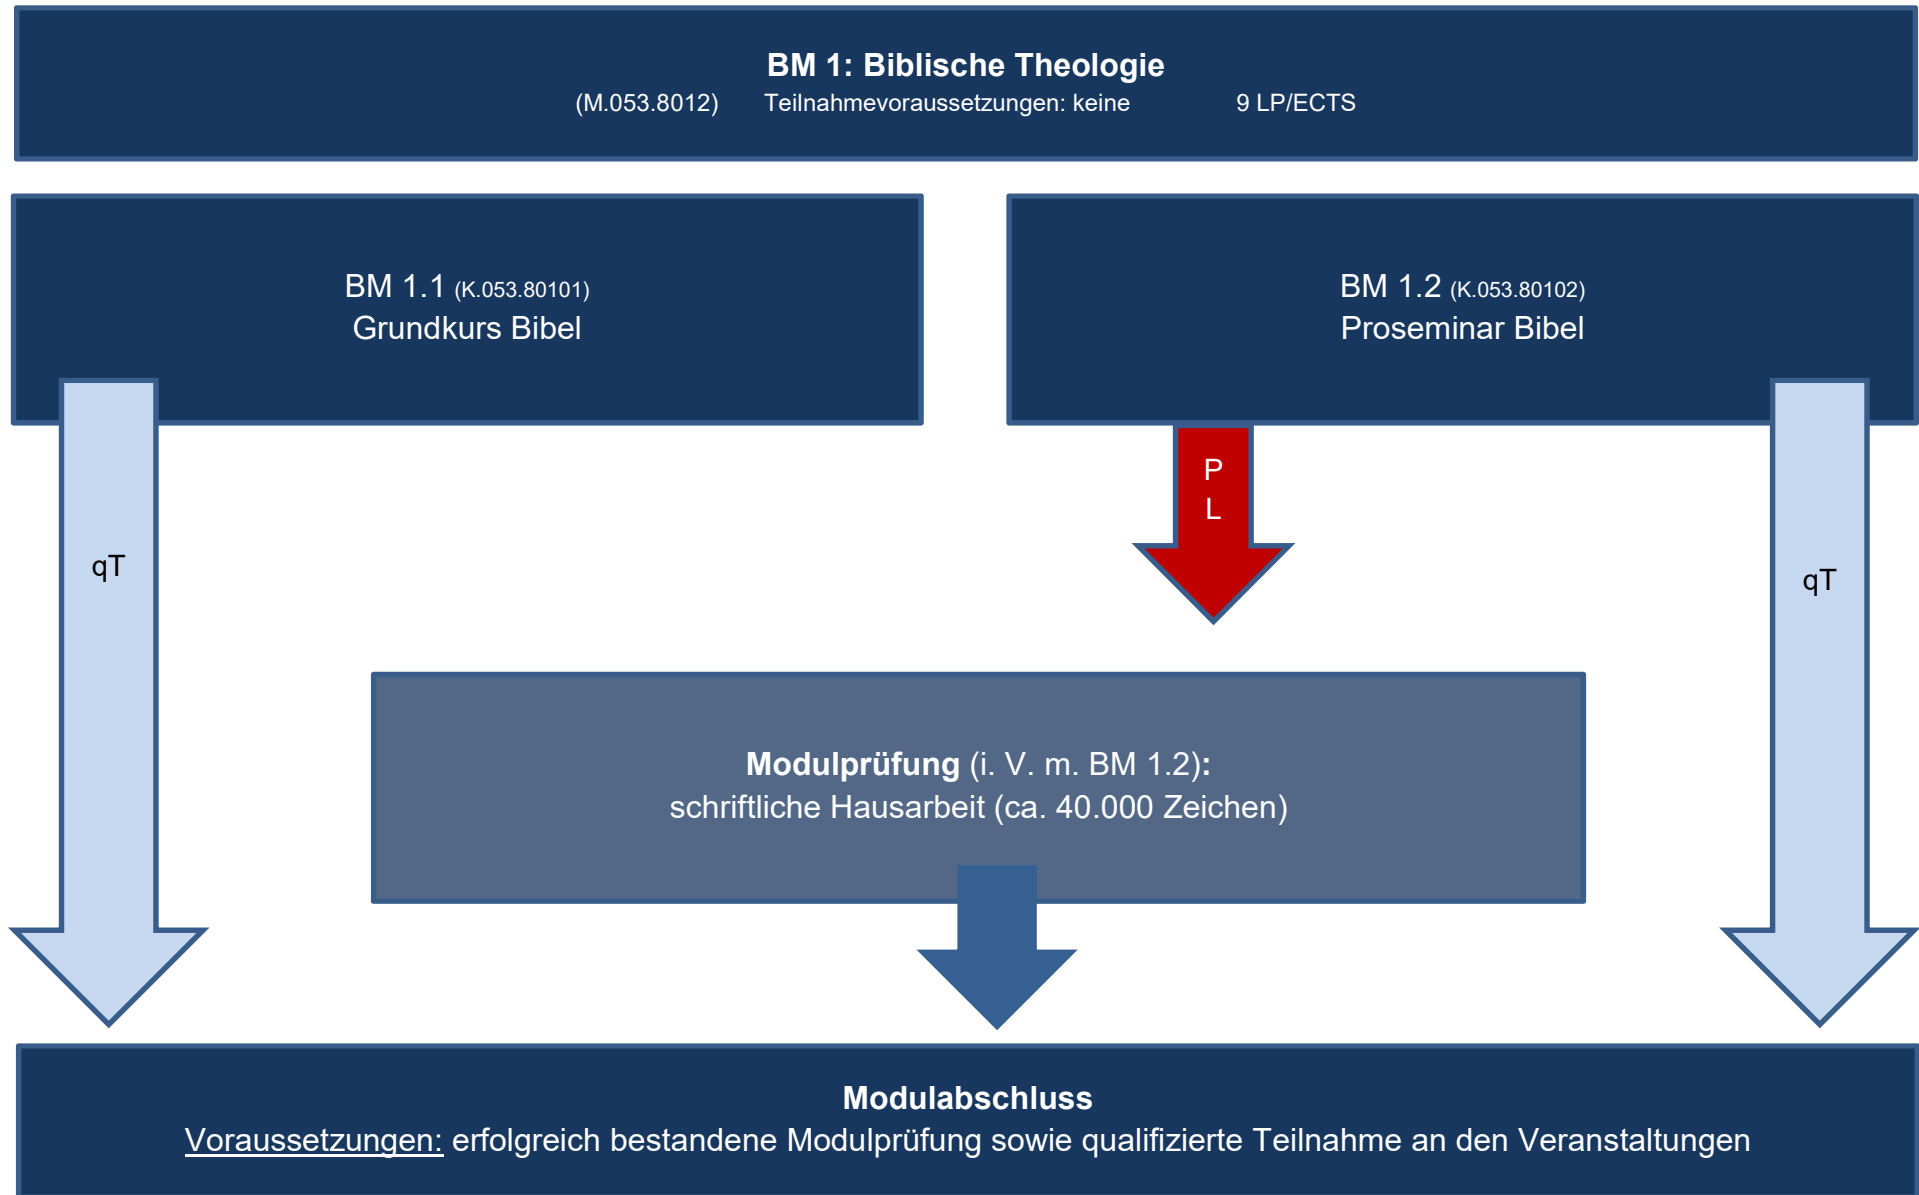 BM 1: Biblische Theologie
(M.053.8012) Teilnahmevoraussetzungen: keine 9 LP/ECTS
BM 1.1 (K.053.80101)
Grundkurs Bibel
BM 1.2 (K.053.80102)
Proseminar Bibel
P
L
qT
qT
Modulprüfung (i. V. m. BM 1.2):
schriftliche Hausarbeit (ca. 40.000 Zeichen)
Modulabschluss
Voraussetzungen: erfolgreich bestandene Modulprüfung sowie qualifizierte Teilnahme an den Veranstaltungen